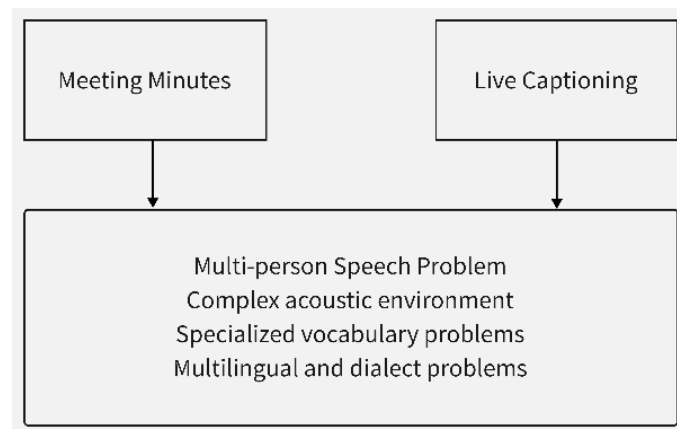 Meeting Minutes
Live Captioning
Multi-person Speech Problem
Complex acoustic environment
Specialized vocabulary problems
Multilingual and dialect problems